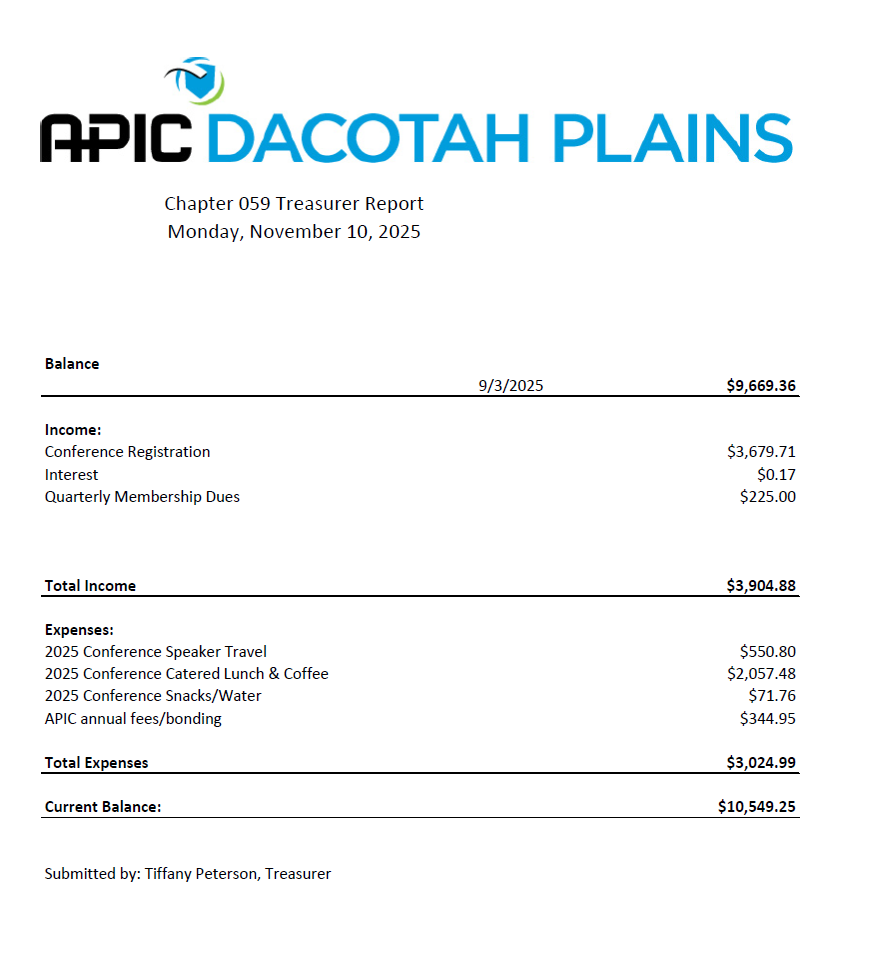 APIC DACOTAH PLAINS
Chapter 059 Treasurer Report
Monday, November 10, 2025
Balance
9/3/2025 $9,669.36
Income:
Conference Registration $3,679.71
Interest $0.17
Quarterly Membership Dues $225.00
Total Income $3,904.88
Expenses:
2025 Conference Speaker Travel $550.80
2025 Conference Catered Lunch & Coffee $2,057.48
2025 Conference Snacks/Water $71.76
APIC annual fees/bonding $344.95
Total Expenses $3,024.99
Current Balance: $10,549.25
Submitted by: Tiffany Peterson, Treasurer